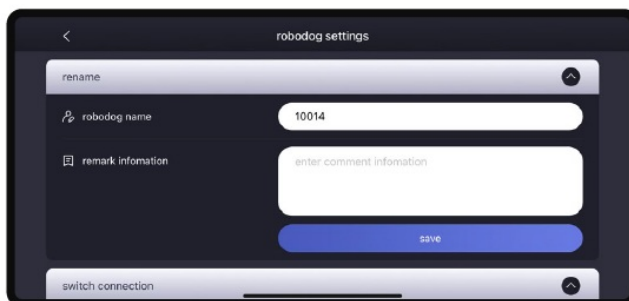 robodog settings
rename
robodog name
10014
remark infomation
enter comment infomation
save
switch connection